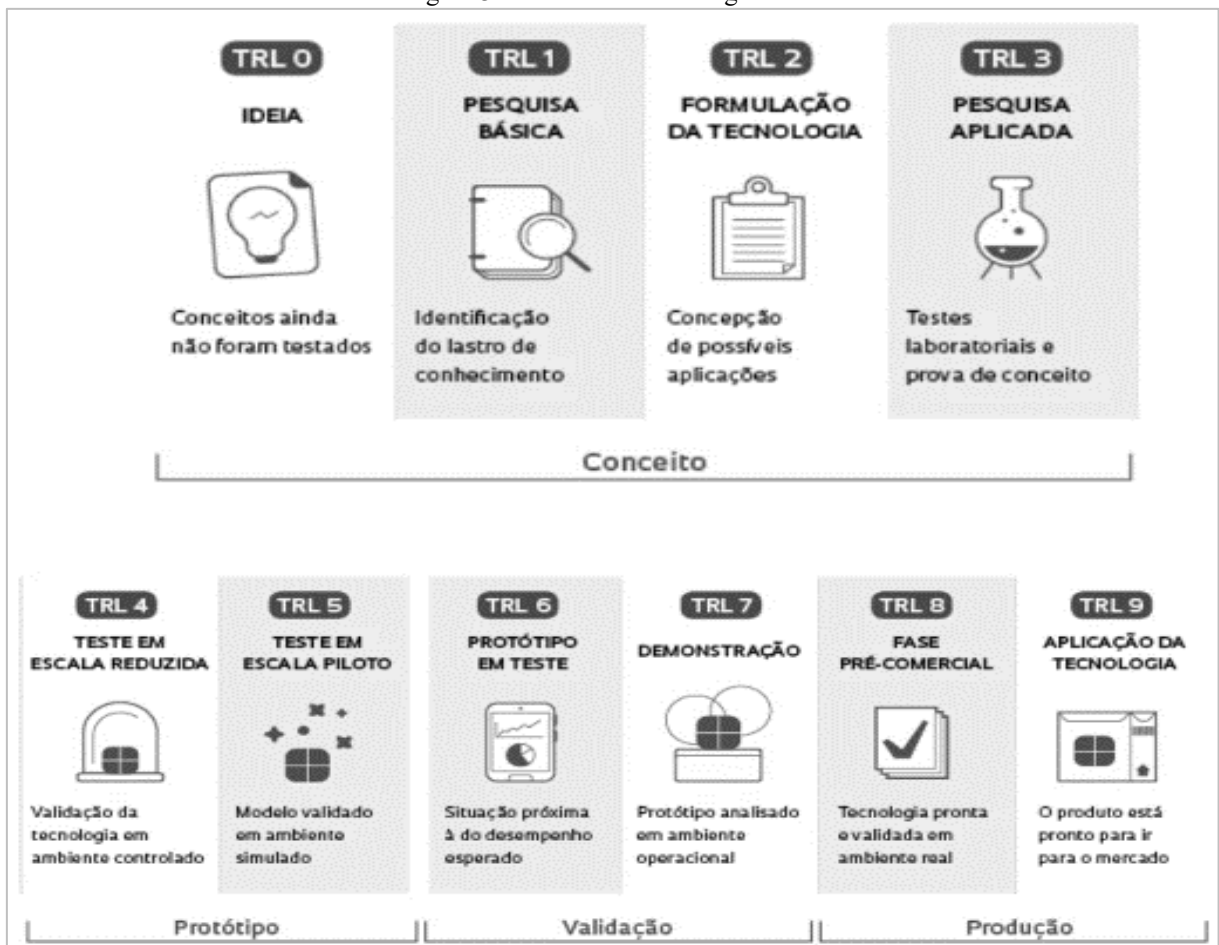 TRL 0
IDEIA
Conceitos ainda
não foram testados
TRL 1
PESQUISA
BÁSICA
Identificação
do lastro de
conhecimento
TRL 2
FORMULAÇÃO
DA TECNOLOGIA
Concepção
de possíveis
aplicações
TRL 3
PESQUISA
APLICADA
Testes
laboratoriais e
prova de conceito
Conceito
TRL 4
TESTE EM
ESCALA REDUZIDA
Validação da
tecnologia em
ambiente controlado
TRL 5
TESTE EM
ESCALA PILOTO
Modelo validado
em ambiente
simulado
TRL 6
PROTÓTIPO
EM TESTE
Situação próxima
à do desempenho
esperado
TRL 7
DEMONSTRAÇÃO
Protótipo analisado
em ambiente
operacional
TRL 8
FASE
PRÉ-COMERCIAL
Tecnologia pronta
e validada em
ambiente real
TRL 9
APLICAÇÃO DA
TECNOLOGIA
O produto está
pronto para ir
para o mercado
Protótipo
Validação
Produção